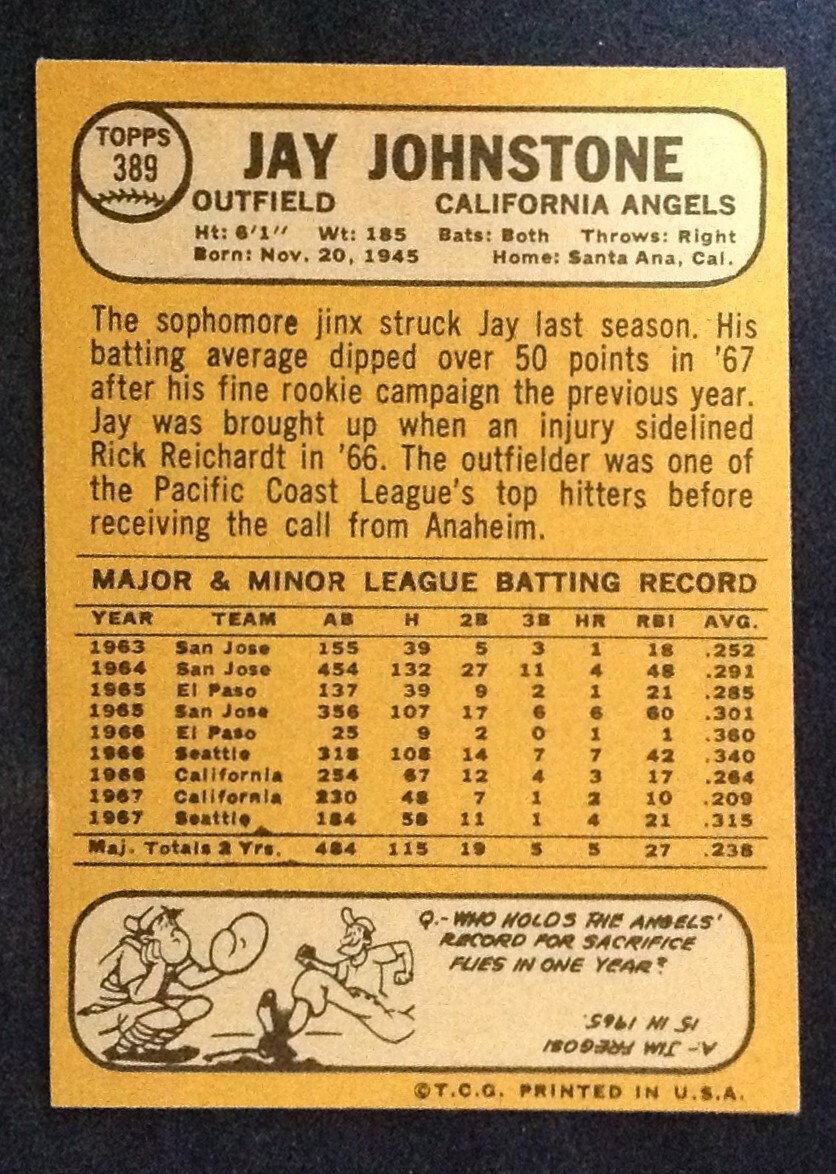 TOPPS
389
JAY JOHNSTONE
OUTFIELD CALIFORNIA ANGELS
Ht: 6'1" Wt: 185 Bats: Both Throws: Right
Born: Nov. 20, 1945 Home: Santa Ana, Cal.
The sophomore jinx struck Jay last season. His
batting average dipped over 50 points in '67
after his fine rookie campaign the previous year.
Jay was brought up when an injury sidelined
Rick Reichardt in '66. The outfielder was one of
the Pacific Coast League's top hitters before
receiving the call from Anaheim.
MAJOR & MINOR LEAGUE BATTING RECORD
YEAR TEAM AB H 2B 3B HR RBI AVG.
1963 San Jose 155 39 5 3 1 18 .252
1964 San Jose 454 132 27 11 4 48 .291
1965 El Paso 137 39 9 2 1 21 .285
1965 San Jose 356 107 17 6 6 60 .301
1966 El Paso 25 9 2 0 1 1 .360
1966 Seattle 318 108 14 7 7 42 .340
1966 California 254 67 12 4 3 17 .264
1967 California 230 48 7 1 2 10 .209
1967 Seattle 184 58 11 1 4 21 .315
Maj. Totals 2 Yrs. 484 115 19 5 5 27 .238
Q.- WHO HOLDS THE ANGELS'
RECORD FOR SACRIFICE
FLIES IN ONE YEAR?
A.- JIM FREGOSI
15 IN 1965.
©T.C.G. PRINTED IN U.S.A.